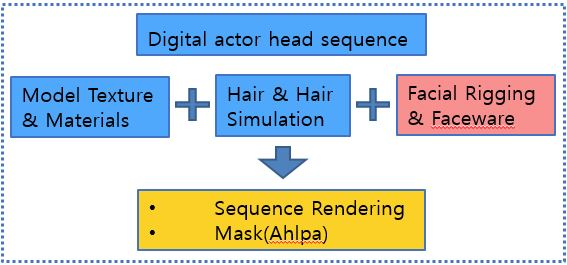 Digital actor head sequence
Model Texture
& Materials
Hair & Hair
Simulation
Facial Rigging
& Faceware
• Sequence Rendering
• Mask(Ahlpa)